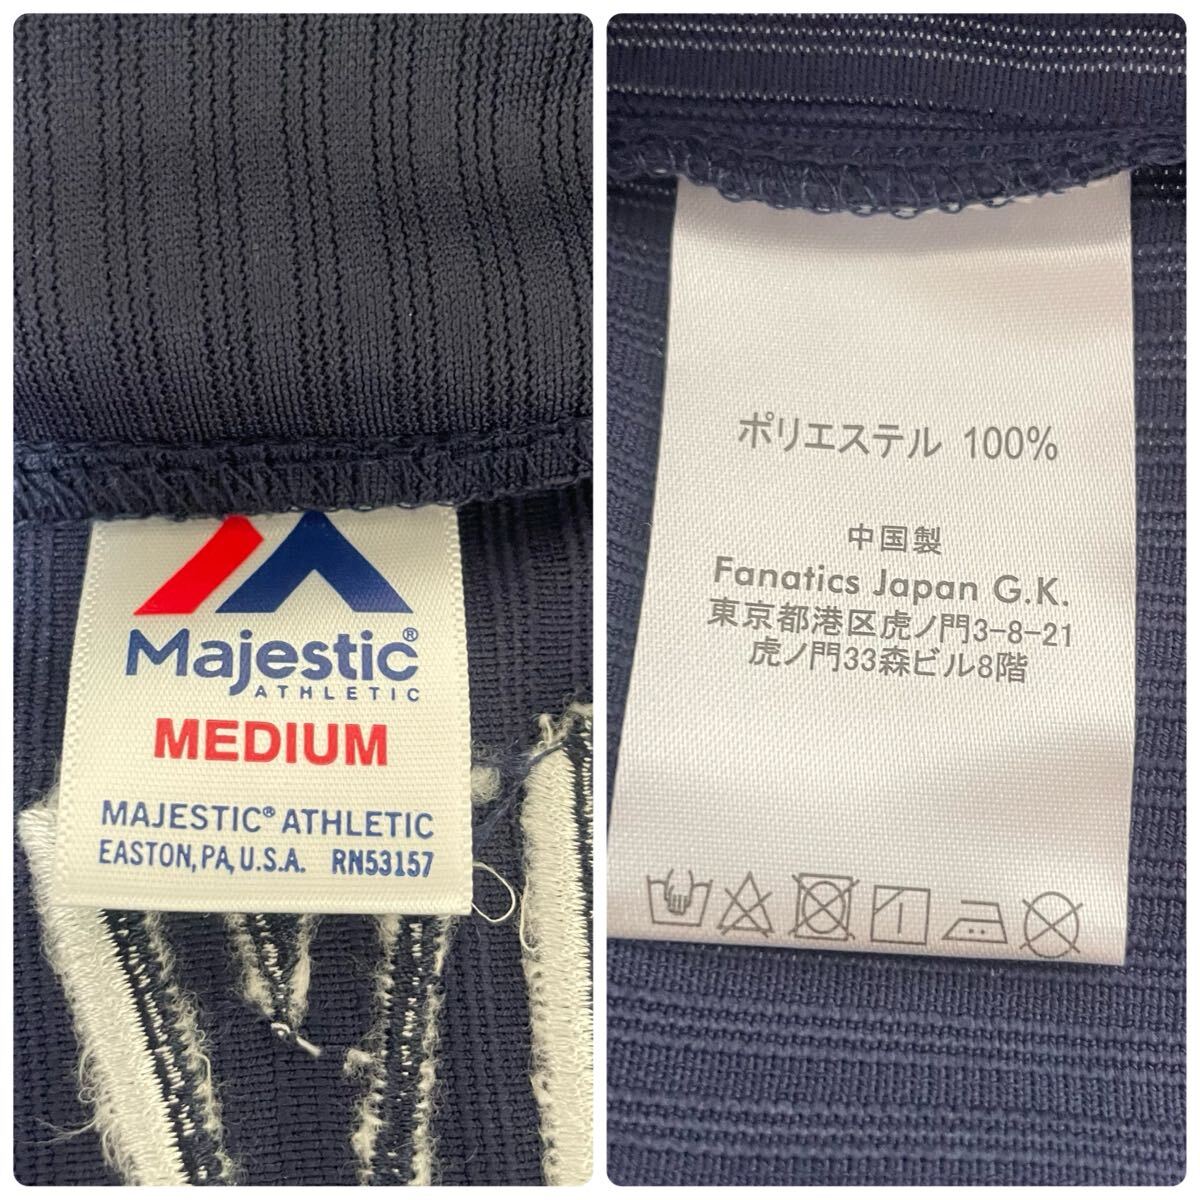 Majestic®
ATHLETIC
MEDIUM
MAJESTIC® ATHLETIC
EASTON, PA, U.S.A. RN53157
ポリエステル 100%
中国製
Fanatics Japan G.K.
東京都港区虎ノ門3-8-21
虎ノ門33森ビル8階